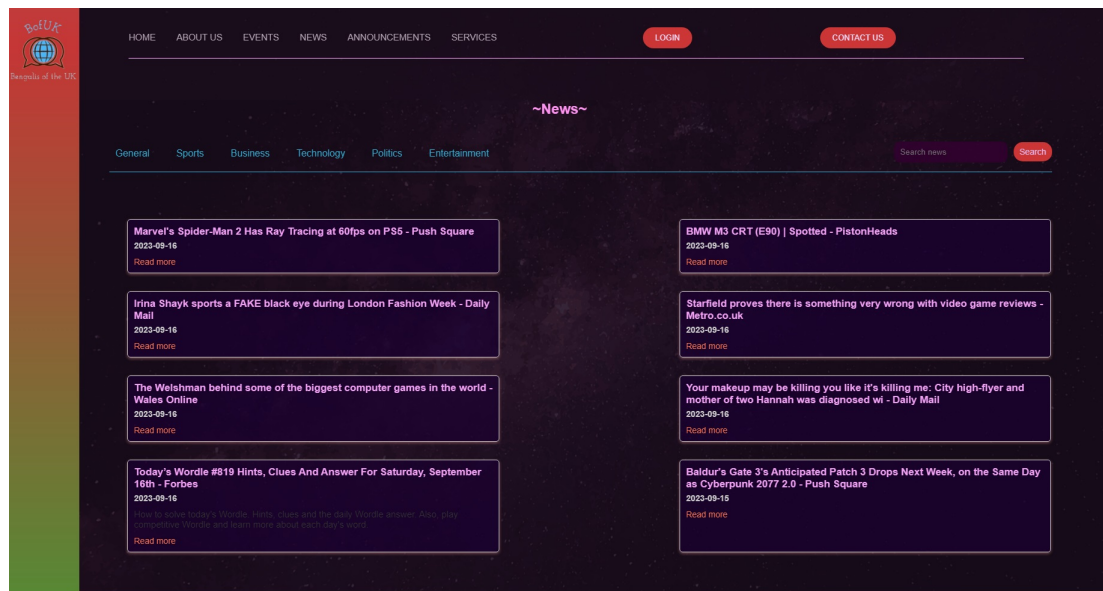 BofUK
Bengalis of the UK
HOME ABOUT US EVENTS NEWS ANNOUNCEMENTS SERVICES LOGIN CONTACT US
~News~
General Sports Business Technology Politics Entertainment Search news Search
Marvel's Spider-Man 2 Has Ray Tracing at 60fps on PS5 - Push Square
2023-09-16
Read more
BMW M3 CRT (E90) | Spotted - PistonHeads
2023-09-16
Read more
Irina Shayk sports a FAKE black eye during London Fashion Week - Daily
Mail
2023-09-16
Read more
Starfield proves there is something very wrong with video game reviews -
Metro.co.uk
2023-09-16
Read more
The Welshman behind some of the biggest computer games in the world -
Wales Online
2023-09-16
Read more
Your makeup may be killing you like it's killing me: City high-flyer and
mother of two Hannah was diagnosed wi - Daily Mail
2023-09-16
Read more
Today's Wordle #819 Hints, Clues And Answer For Saturday, September
16th - Forbes
2023-09-16
How to solve today's Wordle. Hints, clues and the daily Wordle answer. Also, play
competitive Wordle and learn more about each day's word.
Read more
Baldur's Gate 3's Anticipated Patch 3 Drops Next Week, on the Same Day
as Cyberpunk 2077 2.0 - Push Square
2023-09-15
Read more